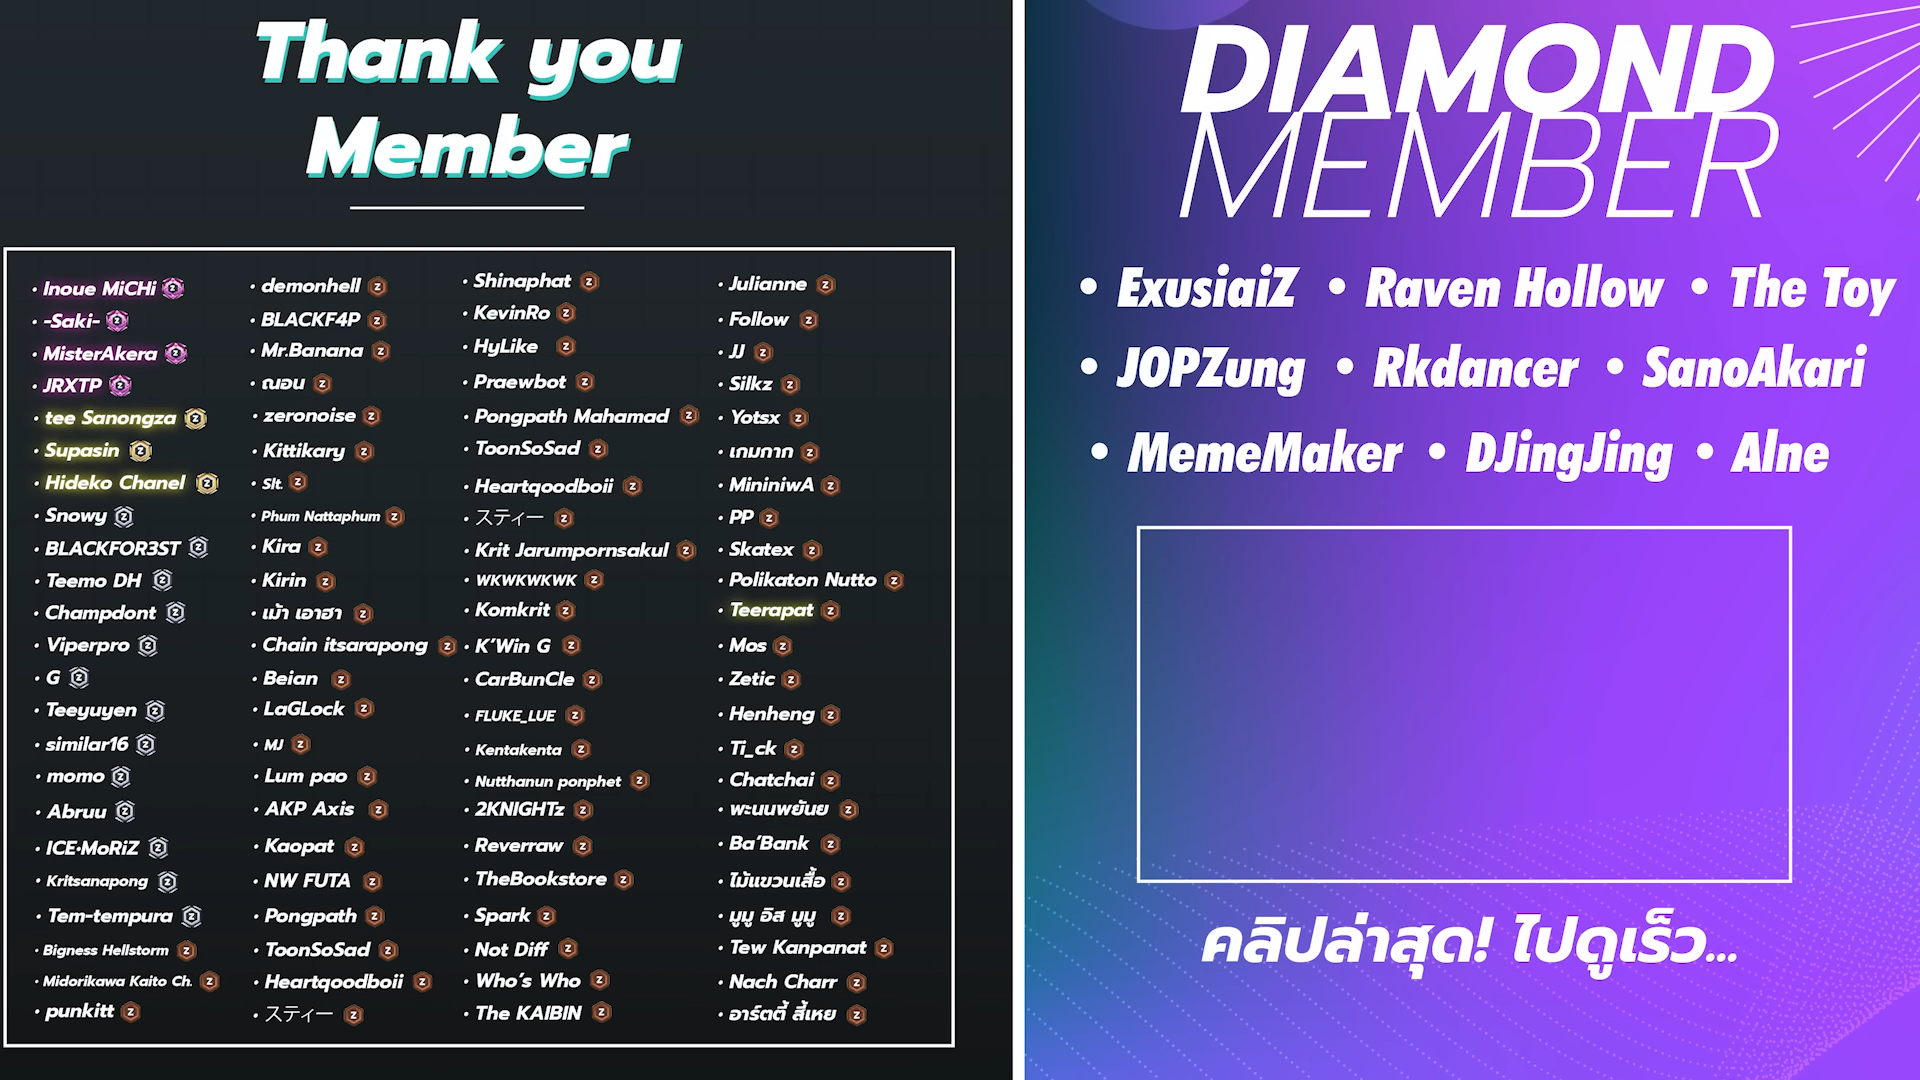 Thank you
Member
• Inoue MiCHi
• -Saki-
• MisterAkera
• JRXTP
• tee Sanongza
• Supasin
• Hideko Chanel
• Snowy
• BLACKFOR3ST
• Teemo DH
• Champdont
• Viperpro
• G
• Teeyuyen
• similar16
• momo
• Abruu
• ICE•MoRiZ
• Kritsanapong
• Tem-tempura
• Bigness Hellstorm
• Midorikawa Kaito Ch.
• punkitt
• demonhell
• BLACKF4P
• Mr.Banana
• ณอน
• zeronoise
• Kittikary
• Slt.
• Phum Nattaphum
• Kira
• Kirin
• เม้า เอาฮา
• Chain itsarapong
• Beian
• LaGLock
• MJ
• Lum pao
• AKP Axis
• Kaopat
• NW FUTA
• Pongpath
• ToonSoSad
• Heartqoodboii
• スティー
• Shinaphat
• KevinRo
• HyLike
• Praewbot
• Pongpath Mahamad
• ToonSoSad
• Heartqoodboii
• スティー
• Krit Jarumpornsakul
• WKWKWKWK
• Komkrit
• K'Win G
• CarBunCle
• FLUKE_LUE
• Kentakenta
• Nutthanun ponphet
• 2KNIGHTz
• Reverraw
• TheBookstore
• Spark
• Not Diff
• Who's Who
• The KAIBIN
• Julianne
• Follow
• JJ
• Silkz
• Yotsx
• เกมกาก
• MininiwA
• PP
• Skatex
• Polikaton Nutto
• Teerapat
• Mos
• Zetic
• Henheng
• Ti_ck
• Chatchai
• พะนนพยันย
• Ba'Bank
• ไม้แขวนเสื้อ
• มูมู อิส มูมู
• Tew Kanpanat
• Nach Charr
• อาร์ตตี้ สี้เหย
DIAMOND
MEMBER
• ExusiaiZ • Raven Hollow • The Toy
• JOPZung • Rkdancer • SanoAkari
• MemeMaker • DJingJing • Alne
คลิปล่าสุด! ไปดูเร็ว...